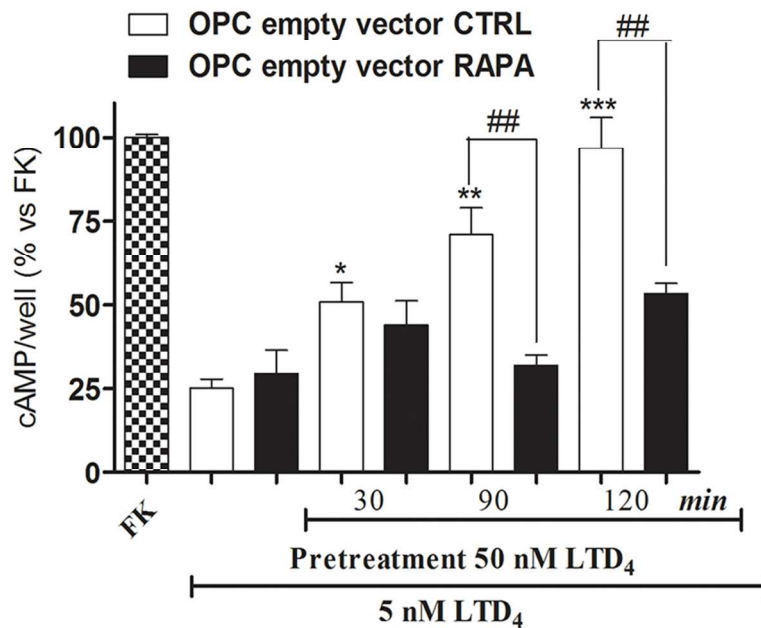 OPC empty vector CTRL
OPC empty vector RAPA
##
##
***
**
*
cAMP/well (% vs FK)
100
75
50
25
0
FK
30 90 120 min
Pretreatment 50 nM LTD₄
5 nM LTD₄